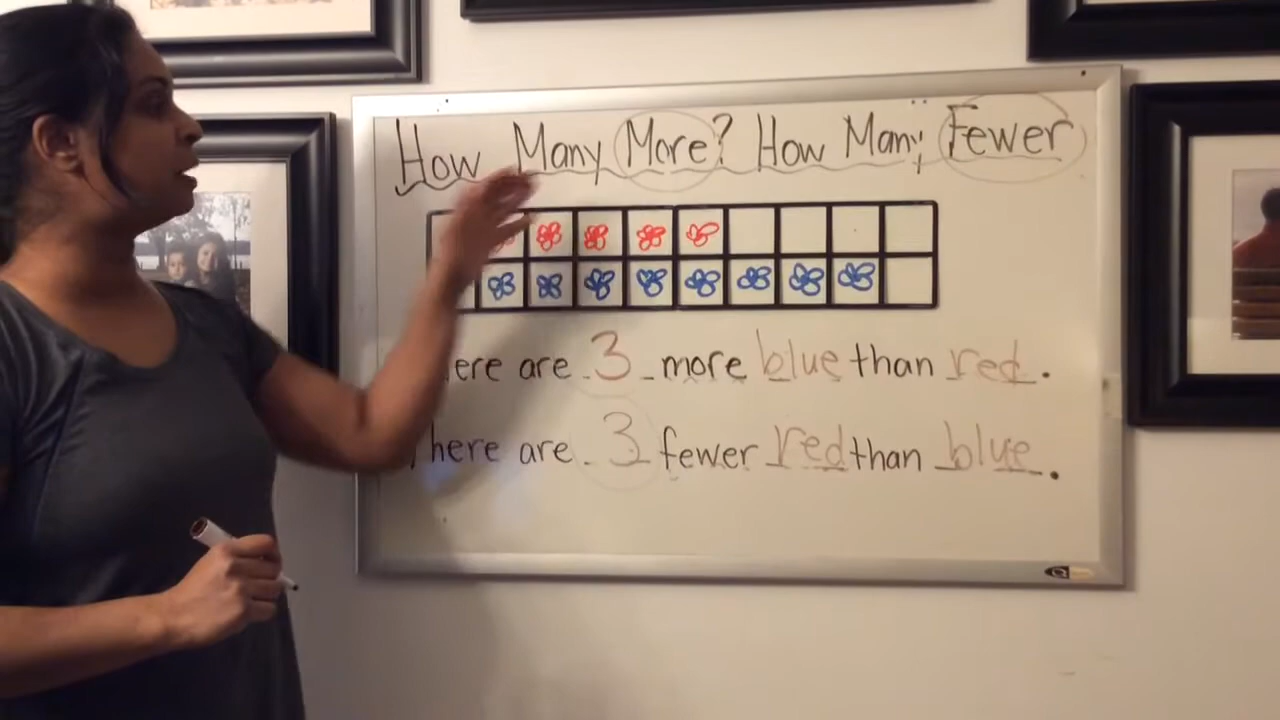 How Many More? How Many Fewer
here are 3 more blue than red.
here are 3 fewer red than blue.